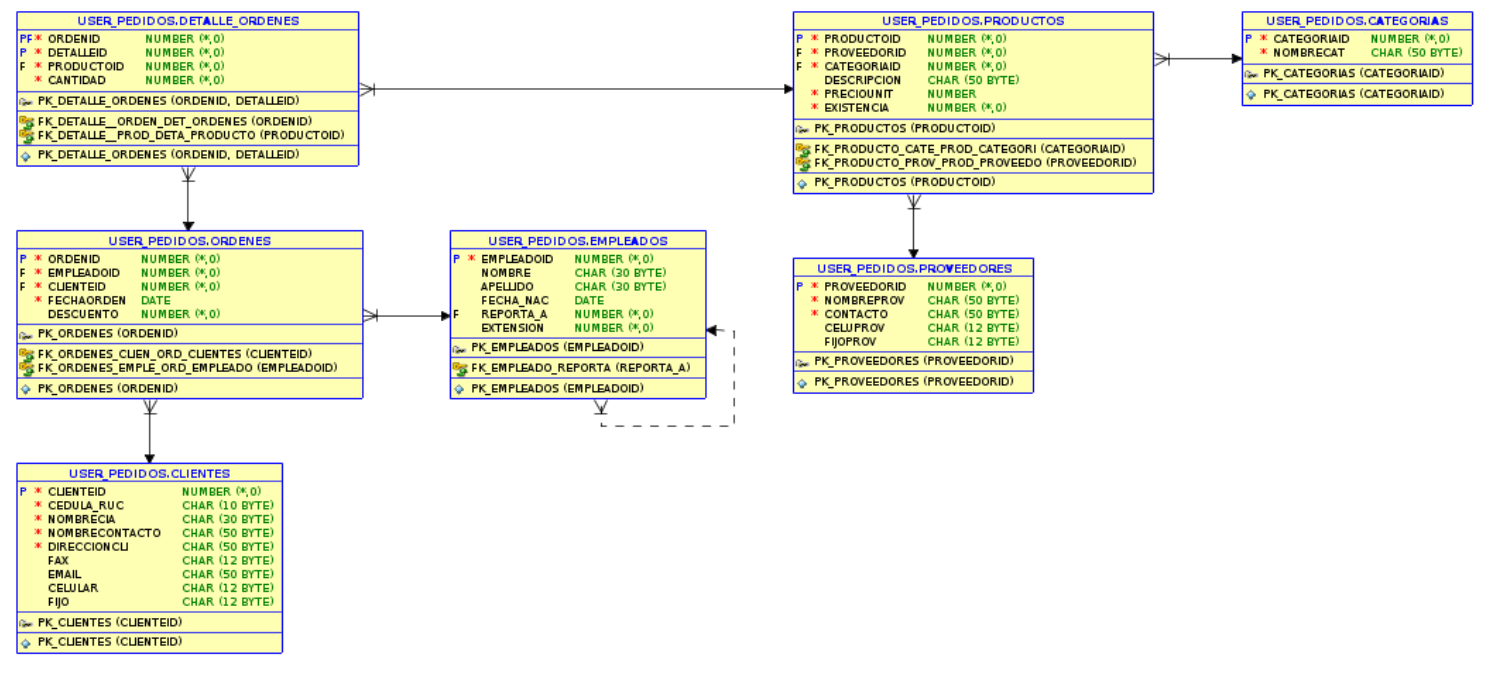 USER_PEDIDOS.DETALLE_ORDENES
PF* ORDENID NUMBER (*,0)
P * DETALLEID NUMBER (*,0)
F * PRODUCTOID NUMBER (*,0)
* CANTIDAD NUMBER (*,0)
PK_DETALLE_ORDENES (ORDENID, DETALLEID)
FK_DETALLE__ORDEN_DET_ORDENES (ORDENID)
FK_DETALLE__PROD_DETA_PRODUCTO (PRODUCTOID)
PK_DETALLE_ORDENES (ORDENID, DETALLEID)
USER_PEDIDOS.PRODUCTOS
P * PRODUCTOID NUMBER (*,0)
F * PROVEEDORID NUMBER (*,0)
F * CATEGORIAID NUMBER (*,0)
DESCRIPCION CHAR (50 BYTE)
* PRECIOUNIT NUMBER
* EXISTENCIA NUMBER (*,0)
PK_PRODUCTOS (PRODUCTOID)
FK_PRODUCTO_CATE_PROD_CATEGORI (CATEGORIAID)
FK_PRODUCTO_PROV_PROD_PROVEEDO (PROVEEDORID)
PK_PRODUCTOS (PRODUCTOID)
USER_PEDIDOS.CATEGORIAS
P * CATEGORIAID NUMBER (*,0)
* NOMBRECAT CHAR (50 BYTE)
PK_CATEGORIAS (CATEGORIAID)
PK_CATEGORIAS (CATEGORIAID)
USER_PEDIDOS.ORDENES
P * ORDENID NUMBER (*,0)
F * EMPLEADOID NUMBER (*,0)
F * CLIENTEID NUMBER (*,0)
* FECHAORDEN DATE
DESCUENTO NUMBER (*,0)
PK_ORDENES (ORDENID)
FK_ORDENES_CLIEN_ORD_CLIENTES (CLIENTEID)
FK_ORDENES_EMPLE_ORD_EMPLEADO (EMPLEADOID)
PK_ORDENES (ORDENID)
USER_PEDIDOS.EMPLEADOS
P * EMPLEADOID NUMBER (*,0)
NOMBRE CHAR (30 BYTE)
APELLIDO CHAR (30 BYTE)
FECHA_NAC DATE
F REPORTA_A NUMBER (*,0)
EXTENSION NUMBER (*,0)
PK_EMPLEADOS (EMPLEADOID)
FK_EMPLEADO_REPORTA (REPORTA_A)
PK_EMPLEADOS (EMPLEADOID)
USER_PEDIDOS.PROVEEDORES
P * PROVEEDORID NUMBER (*,0)
* NOMBREPROV CHAR (50 BYTE)
* CONTACTO CHAR (50 BYTE)
CELUPROV CHAR (12 BYTE)
FIJOPROV CHAR (12 BYTE)
PK_PROVEEDORES (PROVEEDORID)
PK_PROVEEDORES (PROVEEDORID)
USER_PEDIDOS.CLIENTES
P * CLIENTEID NUMBER (*,0)
* CEDULA_RUC CHAR (10 BYTE)
* NOMBRECIA CHAR (30 BYTE)
* NOMBRECONTACTO CHAR (50 BYTE)
* DIRECCIONCLI CHAR (50 BYTE)
FAX CHAR (12 BYTE)
EMAIL CHAR (50 BYTE)
CELULAR CHAR (12 BYTE)
FIJO CHAR (12 BYTE)
PK_CLIENTES (CLIENTEID)
PK_CLIENTES (CLIENTEID)